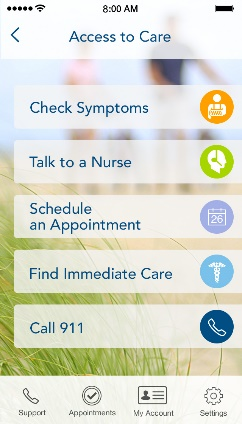 8:00 AM
Access to Care
Check Symptoms
Talk to a Nurse
Schedule
an Appointment
26
Find Immediate Care
Call 911
Support
Appointments
My Account
Settings